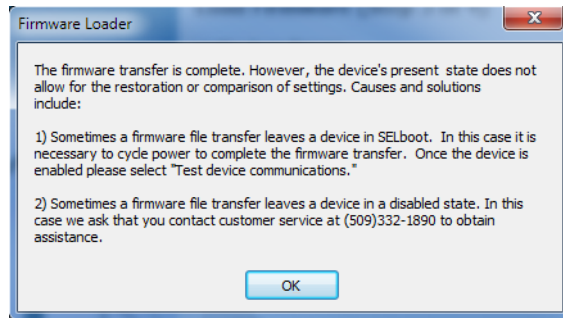 Firmware Loader
The firmware transfer is complete. However, the device's present state does not
allow for the restoration or comparison of settings. Causes and solutions
include:
1) Sometimes a firmware file transfer leaves a device in SELboot. In this case it is
necessary to cycle power to complete the firmware transfer. Once the device is
enabled please select "Test device communications."
2) Sometimes a firmware file transfer leaves a device in a disabled state. In this
case we ask that you contact customer service at (509)332-1890 to obtain
assistance.
OK